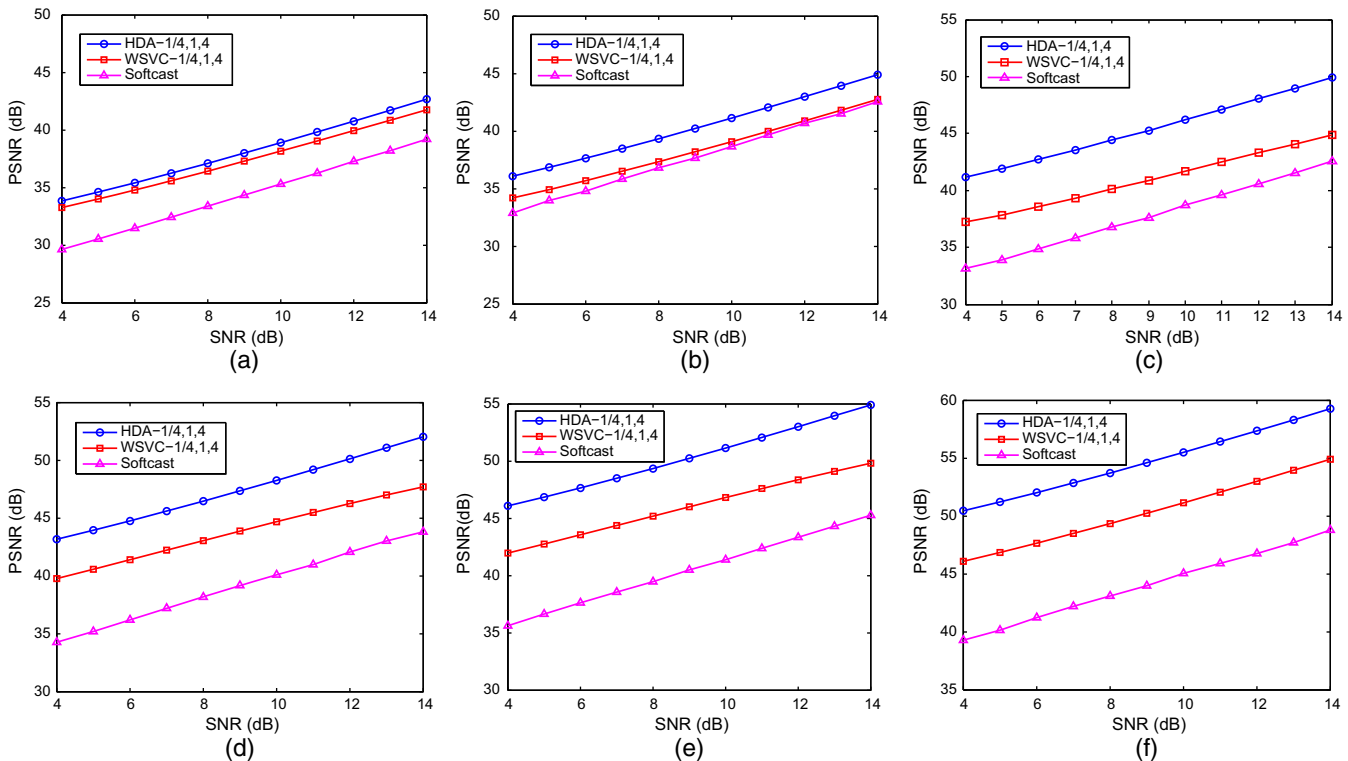 50
45
40
35
30
25
PSNR (dB)
HDA−1/4,1,4
WSVC−1/4,1,4
Softcast
4 6 8 10 12 14
SNR (dB)
(a)
50
45
40
35
30
25
PSNR (dB)
HDA−1/4,1,4
WSVC−1/4,1,4
Softcast
4 6 8 10 12 14
SNR (dB)
(b)
55
50
45
40
35
30
PSNR (dB)
HDA−1/4,1,4
WSVC−1/4,1,4
Softcast
4 5 6 7 8 9 10 11 12 13 14
SNR (dB)
(c)
55
50
45
40
35
30
PSNR (dB)
HDA−1/4,1,4
WSVC−1/4,1,4
Softcast
4 6 8 10 12 14
SNR (dB)
(d)
55
50
45
40
35
30
PSNR(dB)
HDA−1/4,1,4
WSVC−1/4,1,4
Softcast
4 6 8 10 12 14
SNR (dB)
(e)
60
55
50
45
40
35
PSNR (dB)
HDA−1/4,1,4
WSVC−1/4,1,4
Softcast
4 6 8 10 12 14
SNR (dB)
(f)